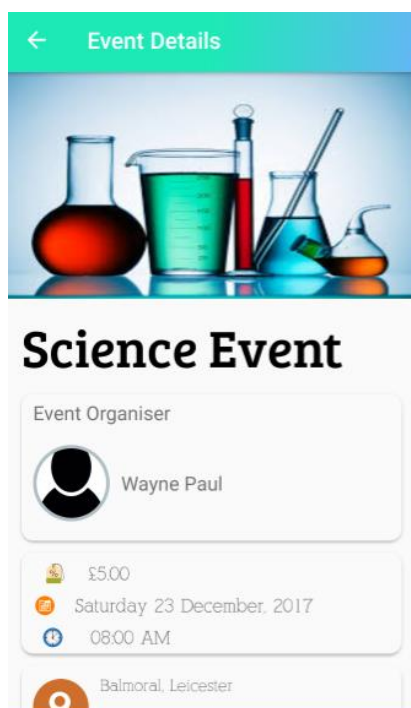 Event Details
Science Event
Event Organiser
Wayne Paul
£5.00
Saturday 23 December, 2017
08:00 AM
Balmoral, Leicester